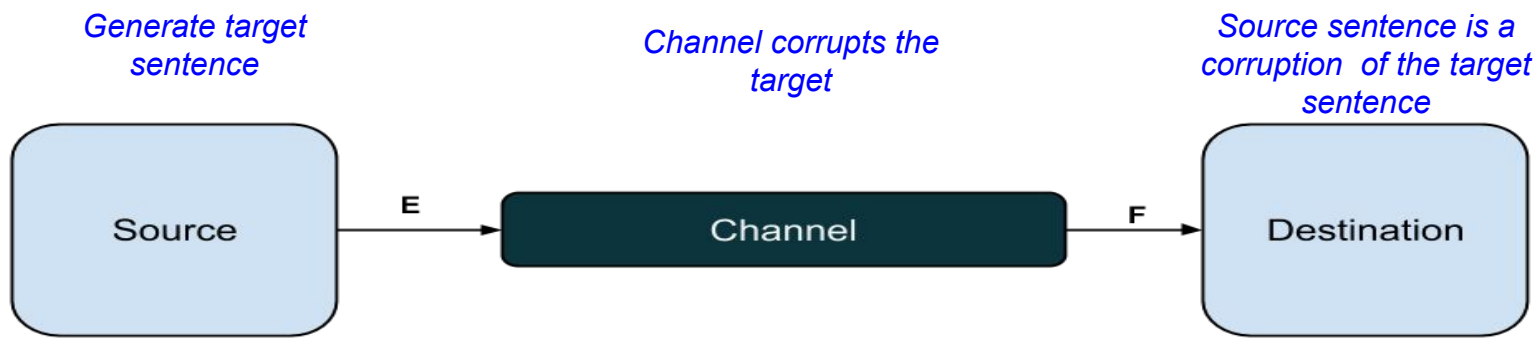 Generate target
sentence
Channel corrupts the
target
Source sentence is a
corruption of the target
sentence
Source
E
Channel
F
Destination